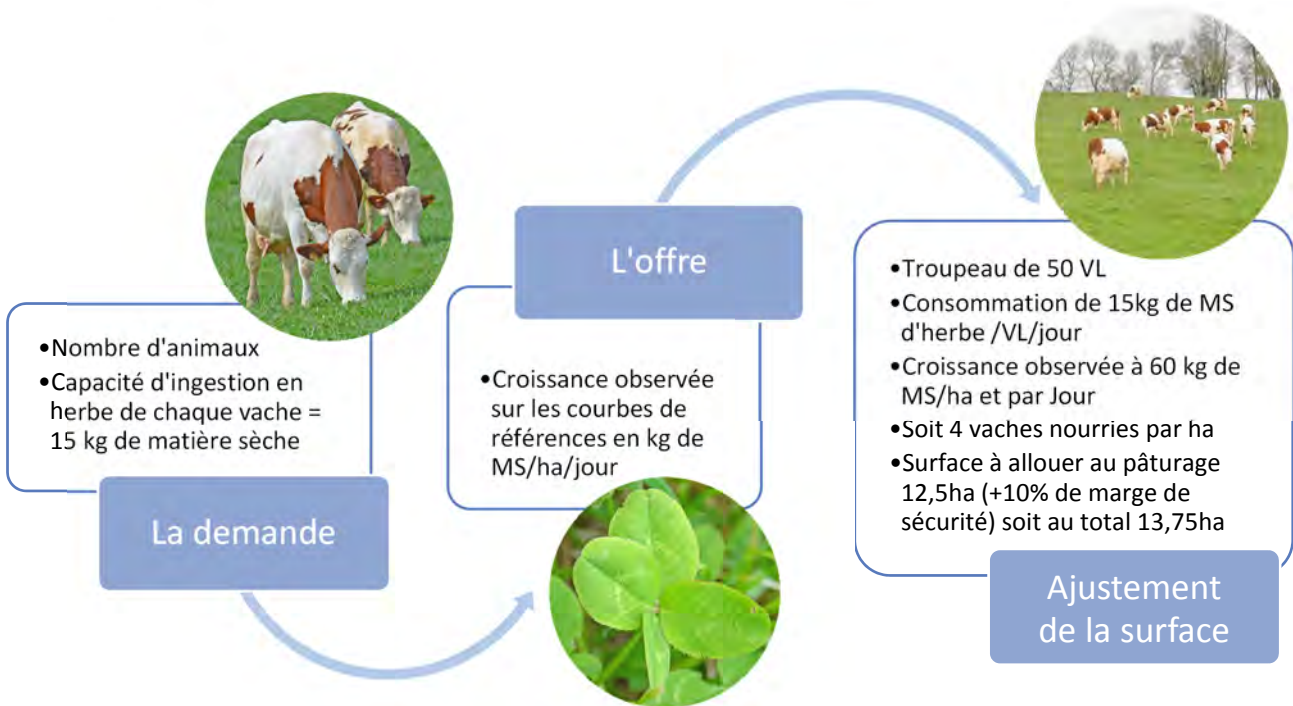 •Nombre d'animaux
•Capacité d'ingestion en
herbe de chaque vache =
15 kg de matière sèche
La demande
L'offre
•Croissance observée
sur les courbes de
références en kg de
MS/ha/jour
•Troupeau de 50 VL
•Consommation de 15kg de MS
d'herbe /VL/jour
•Croissance observée à 60 kg de
MS/ha et par Jour
•Soit 4 vaches nourries par ha
•Surface à allouer au pâturage
12,5ha (+10% de marge de
sécurité) soit au total 13,75ha
Ajustement
de la surface